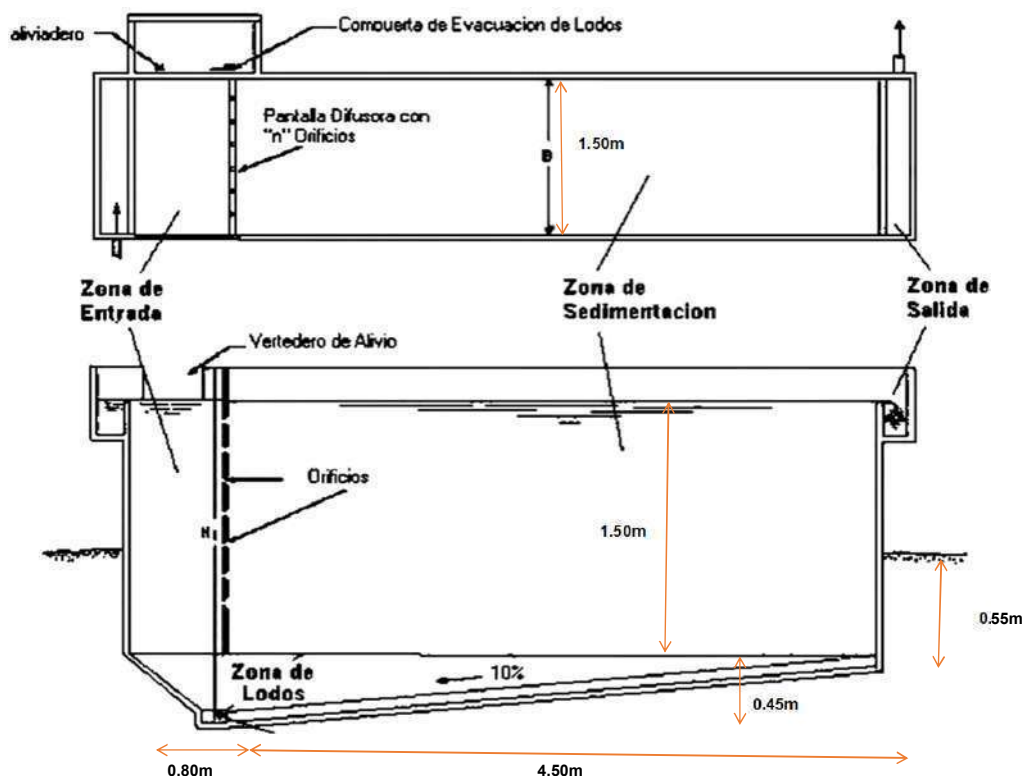 aliviadero
Compuerta de Evacuacion de Lodos
Pantalla Difusora con
"n" Orificios
B
1.50m
Zona de
Entrada
Zona de
Sedimentacion
Zona de
Salida
Vertedero de Alivio
Orificios
H
1.50m
0.55m
Zona de
Lodos
10%
0.45m
0.80m
4.50m